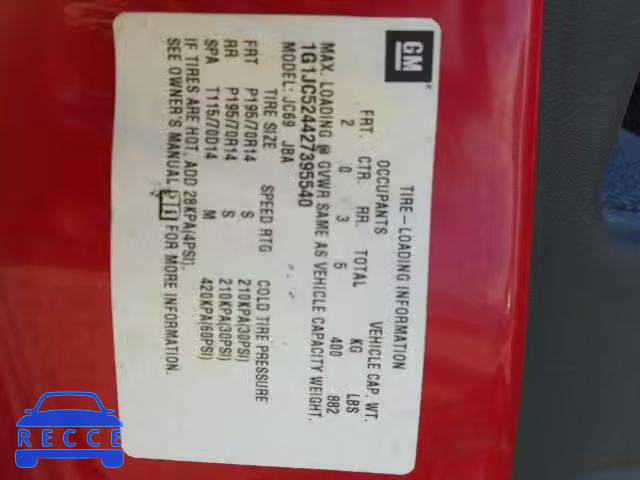 GM
TIRE-LOADING INFORMATION
OCCUPANTS VEHICLE CAP. WT.
FRT. CTR. RR. TOTAL KG LBS
2 0 3 5 400 882
MAX. LOADING @ GVWR SAME AS VEHICLE CAPACITY WEIGHT.
1G1JC524427395540
MODEL: JC69 JBA
TIRE SIZE SPEED RTG COLD TIRE PRESSURE
FRT P195/70R14 S 210KPA(30PSI)
RR P195/70R14 S 210KPA(30PSI)
SPA T115/70D14 M 420KPA(60PSI)
IF TIRES ARE HOT, ADD 28KPA(4PSI).
SEE OWNER'S MANUAL FOR MORE INFORMATION.
RECCE